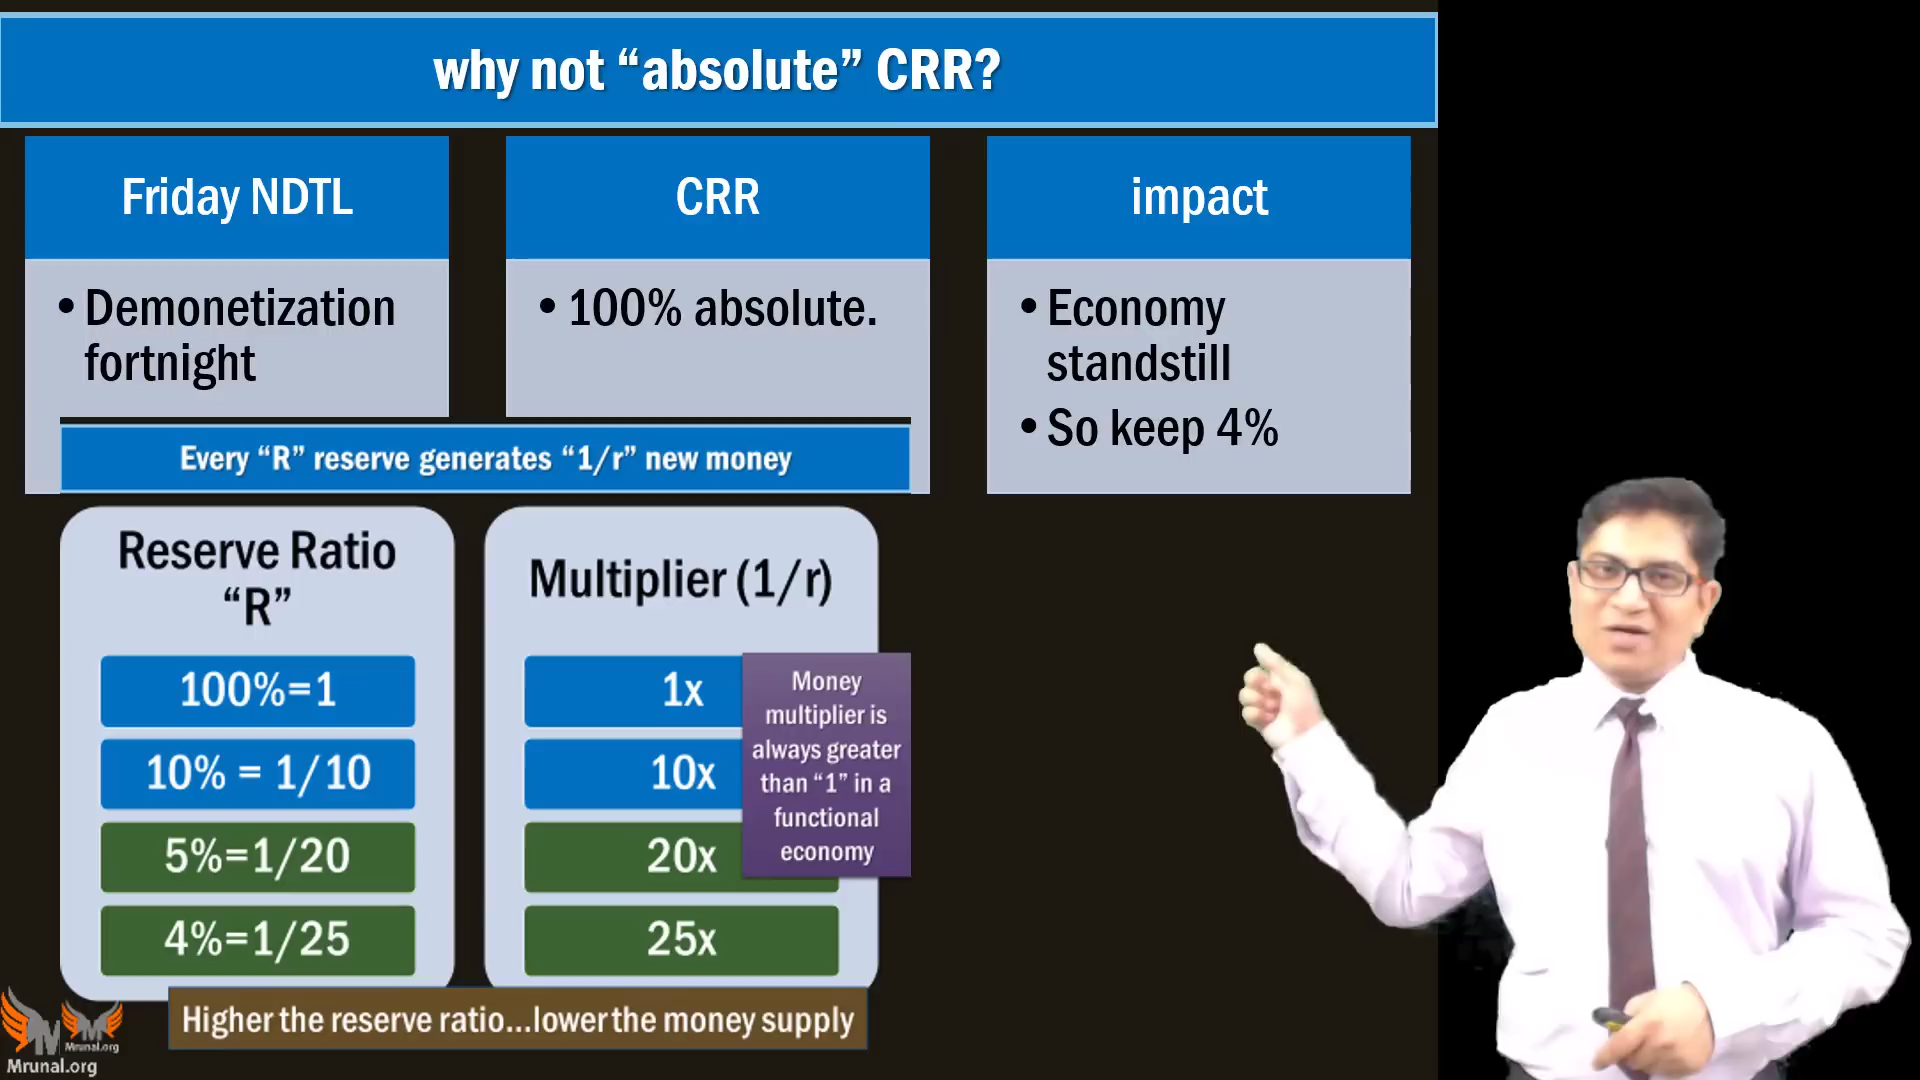 why not “absolute” CRR?
Friday NDTL
• Demonetization
fortnight
CRR
• 100% absolute.
impact
• Economy
standstill
• So keep 4%
Every “R” reserve generates “1/r” new money
Reserve Ratio
“R”
100%=1
10% = 1/10
5%=1/20
4%=1/25
Multiplier (1/r)
1x
10x
20x
25x
Money
multiplier is
always greater
than “1” in a
functional
economy
Higher the reserve ratio...lower the money supply
M
Mrunal.org
M
Mrunal.org